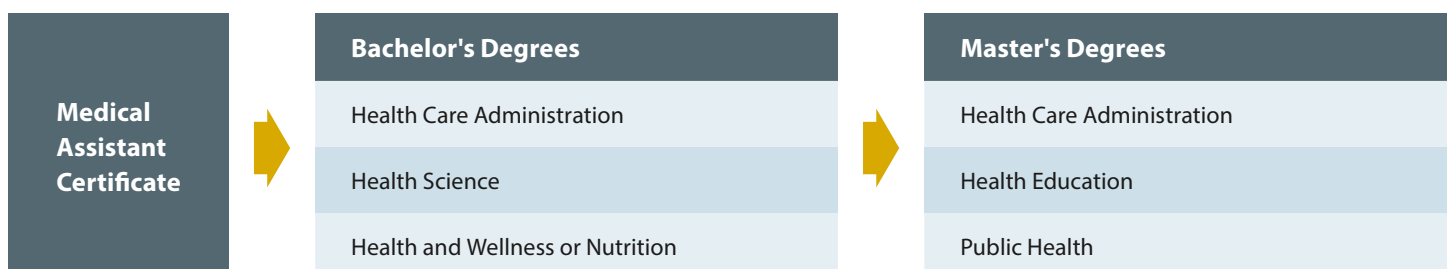 Medical
Assistant
Certificate
Bachelor's Degrees
Health Care Administration
Health Science
Health and Wellness or Nutrition
Master's Degrees
Health Care Administration
Health Education
Public Health